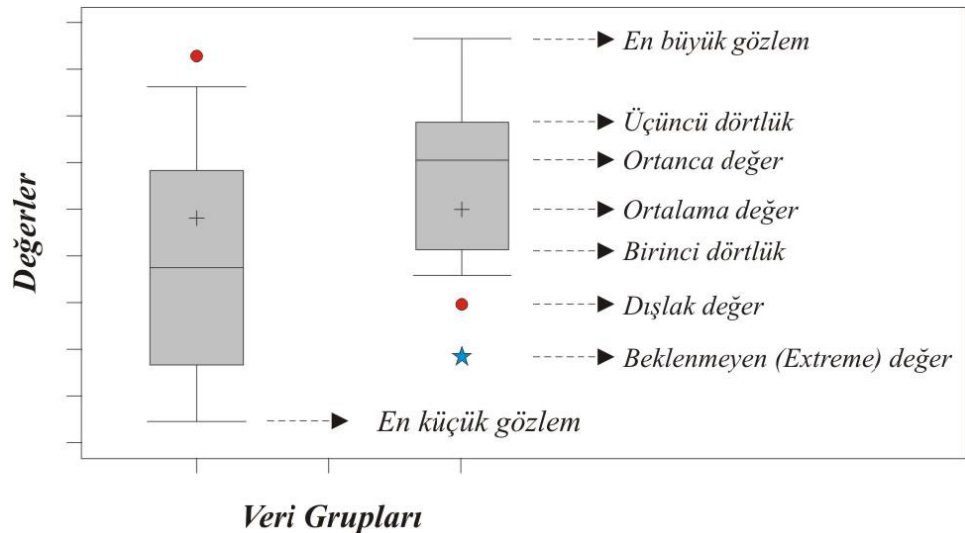 En büyük gözlem
Üçüncü dörtlük
Ortanca değer
Ortalama değer
Birinci dörtlük
Dışlak değer
Beklenmeyen (Extreme) değer
En küçük gözlem
Değerler
Veri Grupları